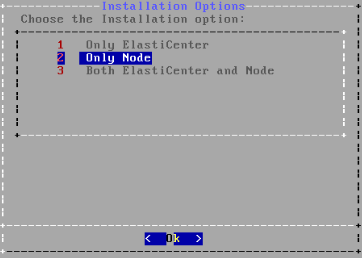 Installation Options
Choose the Installation option:
1 Only ElastiCenter
2 Only Node
3 Both ElastiCenter and Node
< Ok >